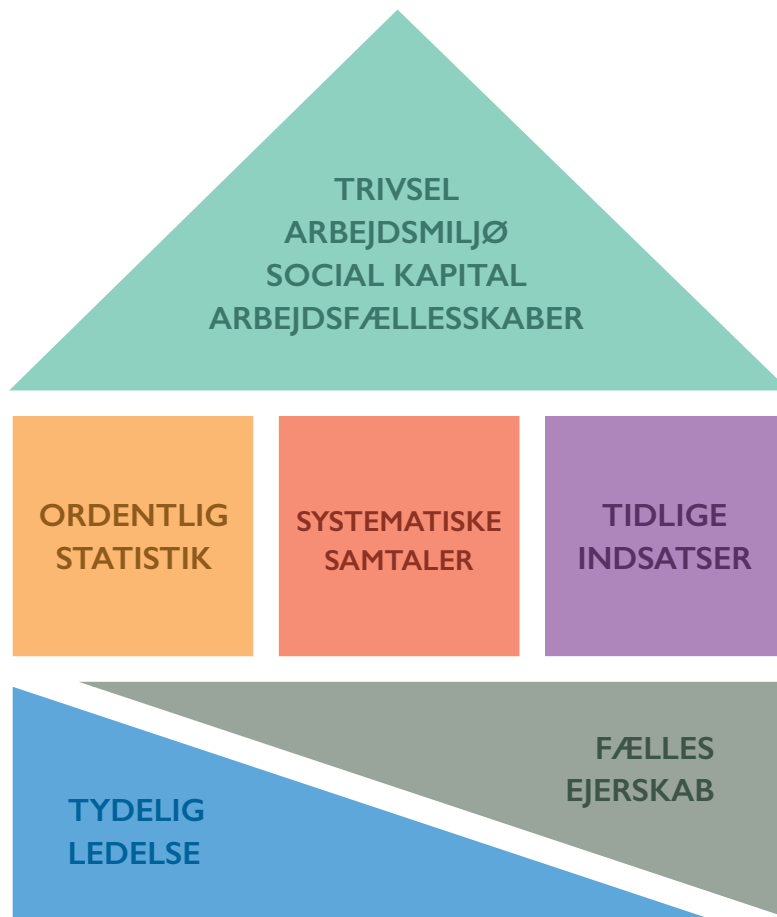 TRIVSEL
ARBEJDSMILJØ
SOCIAL KAPITAL
ARBEJDSFÆLLESSKABER
ORDENTLIG
STATISTIK
SYSTEMATISKE
SAMTALER
TIDLIGE
INDSATSER
FÆLLES
EJERSKAB
TYDELIG
LEDELSE